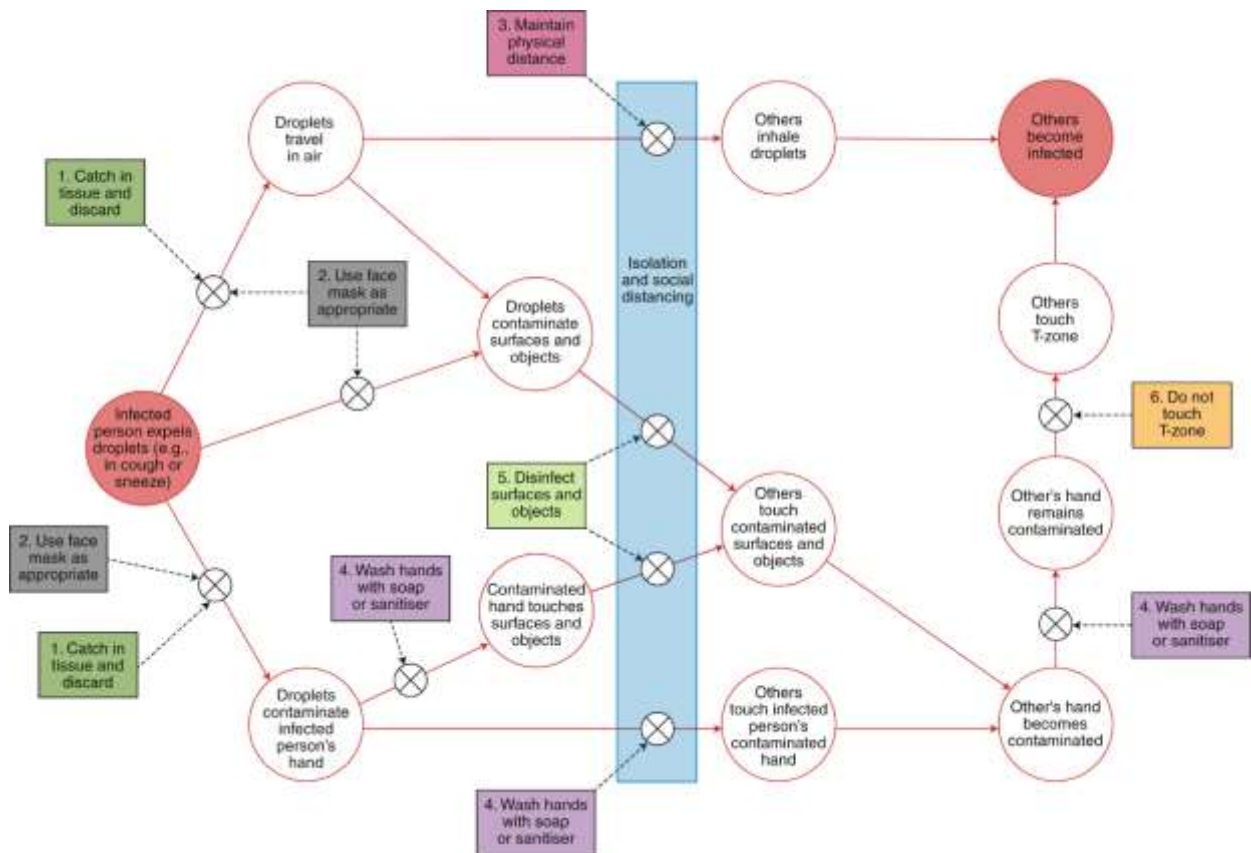 3. Maintain
physical
distance
Droplets
travel
in air
Others
inhale
droplets
Others
become
infected
1. Catch in
tissue and
discard
2. Use face
mask as
appropriate
Isolation
and social
distancing
Droplets
contaminate
surfaces and
objects
Others
touch
T-zone
Infected
person expels
droplets (e.g.,
in cough or
sneeze)
6. Do not
touch
T-zone
5. Disinfect
surfaces and
objects
Others
touch
contaminated
surfaces and
objects
Other's hand
remains
contaminated
2. Use face
mask as
appropriate
4. Wash hands
with soap
or sanitiser
Contaminated
hand touches
surfaces and
objects
4. Wash hands
with soap
or sanitiser
1. Catch in
tissue and
discard
Droplets
contaminate
infected
person's
hand
Others
touch infected
person's
contaminated
hand
Other's hand
becomes
contaminated
4. Wash hands
with soap
or sanitiser